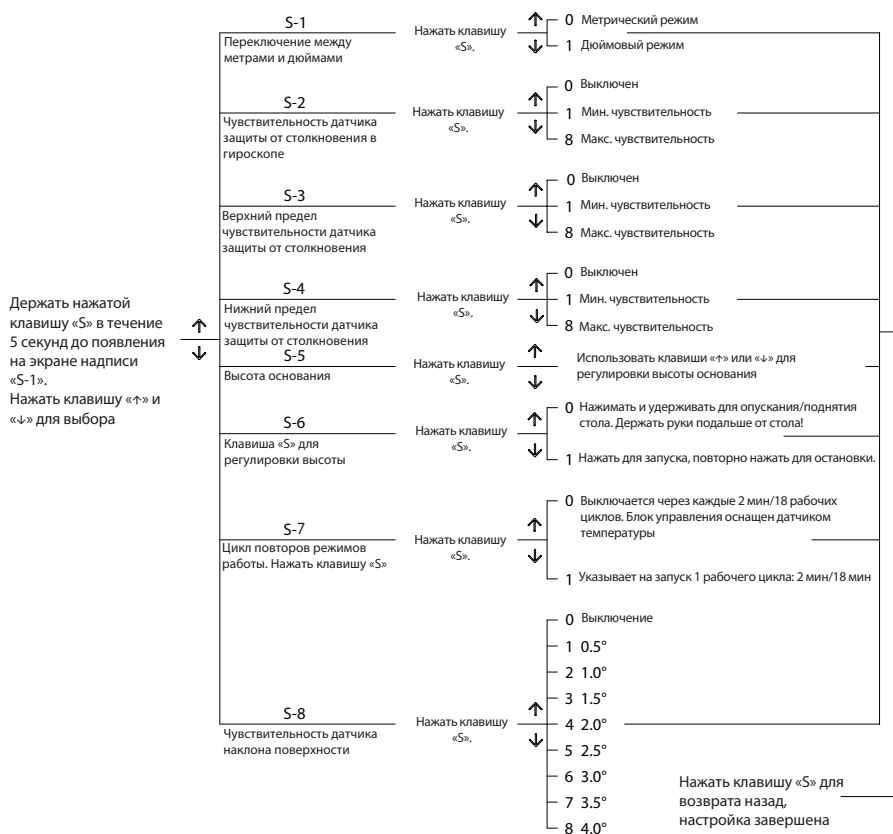 Держать нажатой
клавишу «S» в течение
5 секунд до появления
на экране надписи
«S-1».
Нажать клавишу «↑» и
«↓» для выбора
↑
↓
S-1
Переключение между
метрами и дюймами
Нажать клавишу
«S».
↑
↓
0 Метрический режим
1 Дюймовый режим
S-2
Чувствительность датчика
защиты от столкновения в
гироскопе
Нажать клавишу
«S».
↑
↓
0 Выключен
1 Мин. чувствительность
8 Макс. чувствительность
S-3
Верхний предел
чувствительности датчика
защиты от столкновения
Нажать клавишу
«S».
↑
↓
0 Выключен
1 Мин. чувствительность
8 Макс. чувствительность
S-4
Нижний предел
чувствительности датчика
защиты от столкновения
Нажать клавишу
«S».
↑
↓
0 Выключен
1 Мин. чувствительность
8 Макс. чувствительность
S-5
Высота основания
Нажать клавишу
«S».
↑
↓
Использовать клавиши «↑» или «↓» для
регулировки высоты основания
S-6
Клавиша «S» для
регулировки высоты
Нажать клавишу
«S».
↑
↓
0 Нажимать и удерживать для опускания/поднятия
стола. Держать руки подальше от стола!
1 Нажать для запуска, повторно нажать для остановки.
S-7
Цикл повторов режимов
работы. Нажать клавишу «S»
Нажать клавишу
«S».
↑
↓
0 Выключается через каждые 2 мин/18 рабочих
циклов. Блок управления оснащен датчиком
температуры
1 Указывает на запуск 1 рабочего цикла: 2 мин/18 мин
S-8
Чувствительность датчика
наклона поверхности
Нажать клавишу
«S».
↑
↓
0 Выключение
1 0.5°
2 1.0°
3 1.5°
4 2.0°
5 2.5°
6 3.0°
7 3.5°
8 4.0°
Нажать клавишу «S» для
возврата назад,
настройка завершена